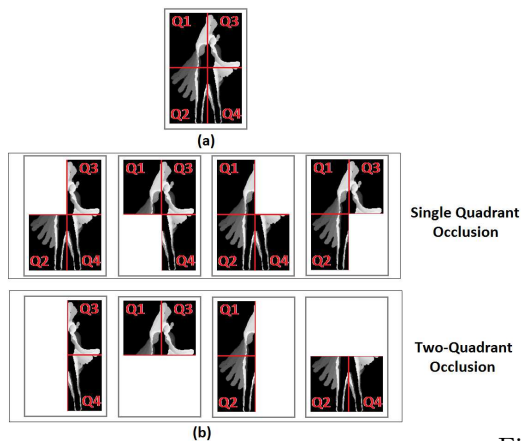 Q1 Q3
Q2 Q4
(a)
Q3
Q2 Q4
Q1 Q3
Q4
Q1
Q2 Q4
Q1 Q3
Q2
Single Quadrant
Occlusion
Q3
Q4
Q1 Q3
Q1
Q2
Q2 Q4
Two-Quadrant
Occlusion
(b)